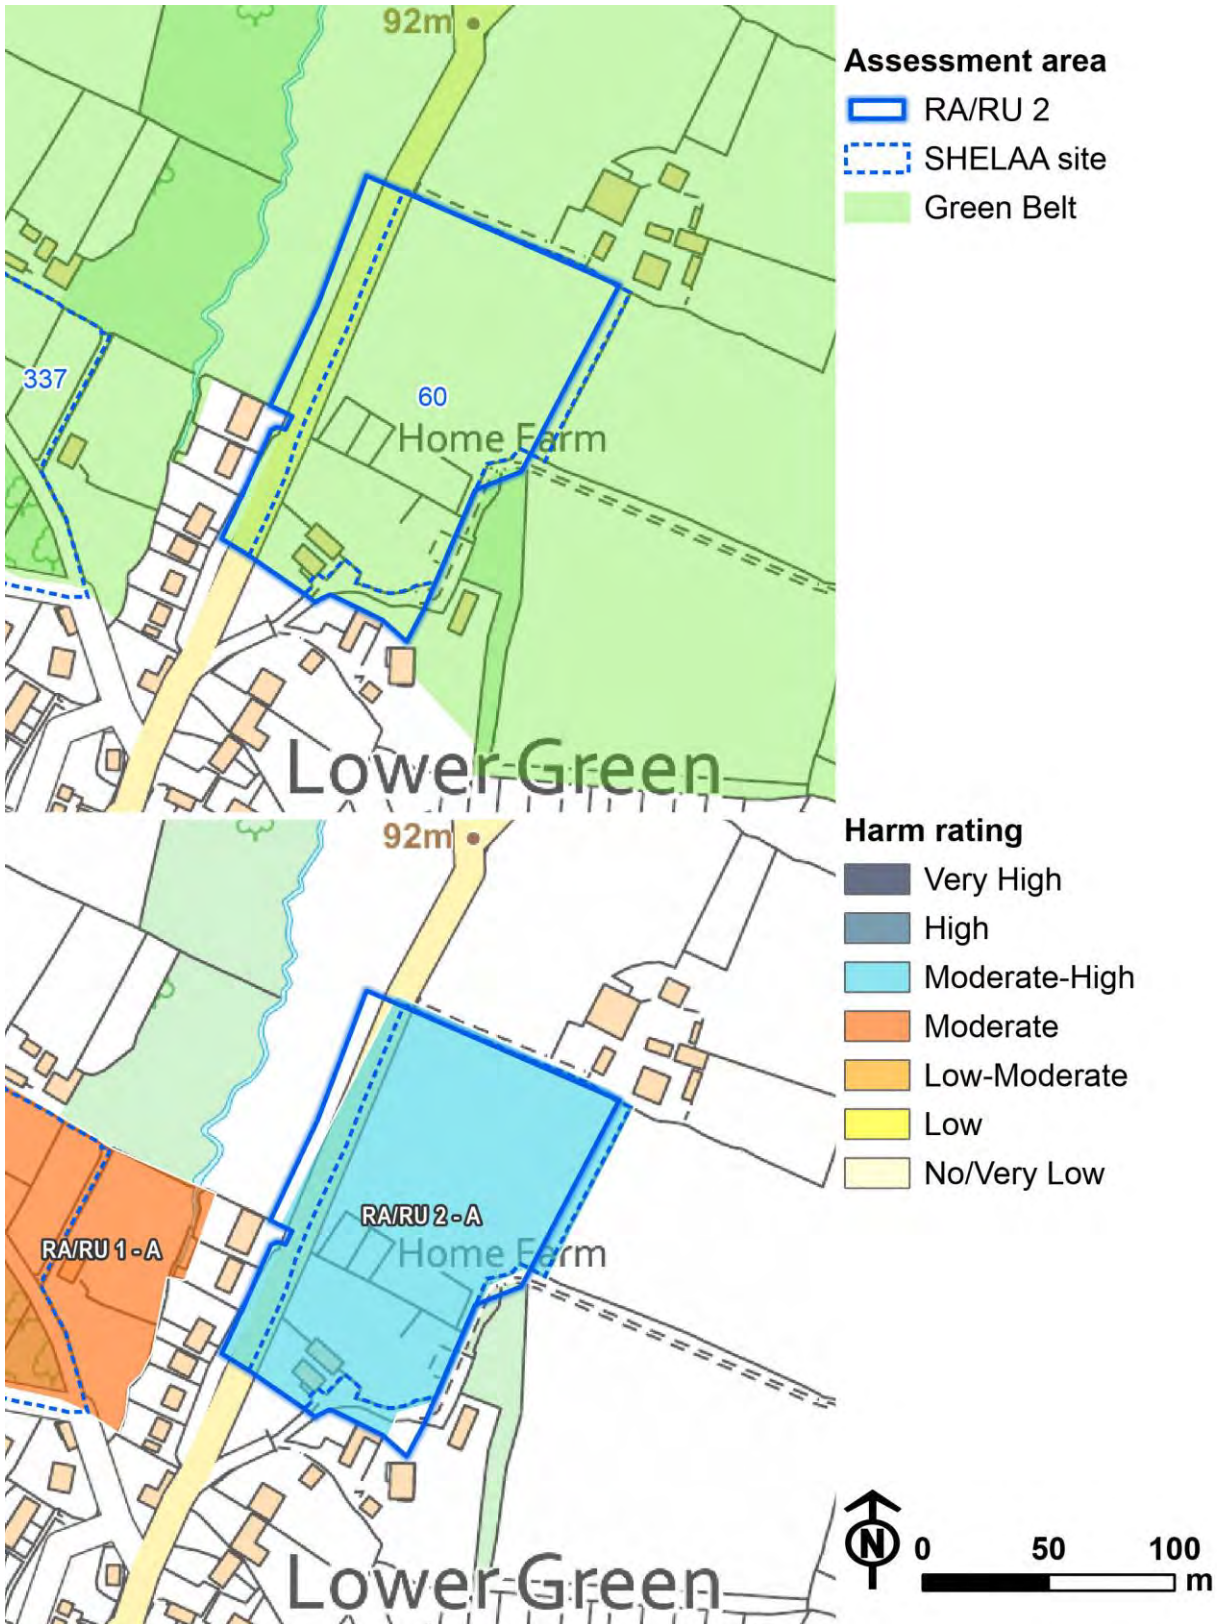 92m
Assessment area
RA/RU 2
SHELAA site
Green Belt
337
60
Home Farm
Lower Green
92m
Harm rating
Very High
High
Moderate-High
Moderate
Low-Moderate
Low
No/Very Low
RA/RU 2 - A
RA/RU 1 - A
Home Farm
Lower Green
N
0 50 100
m